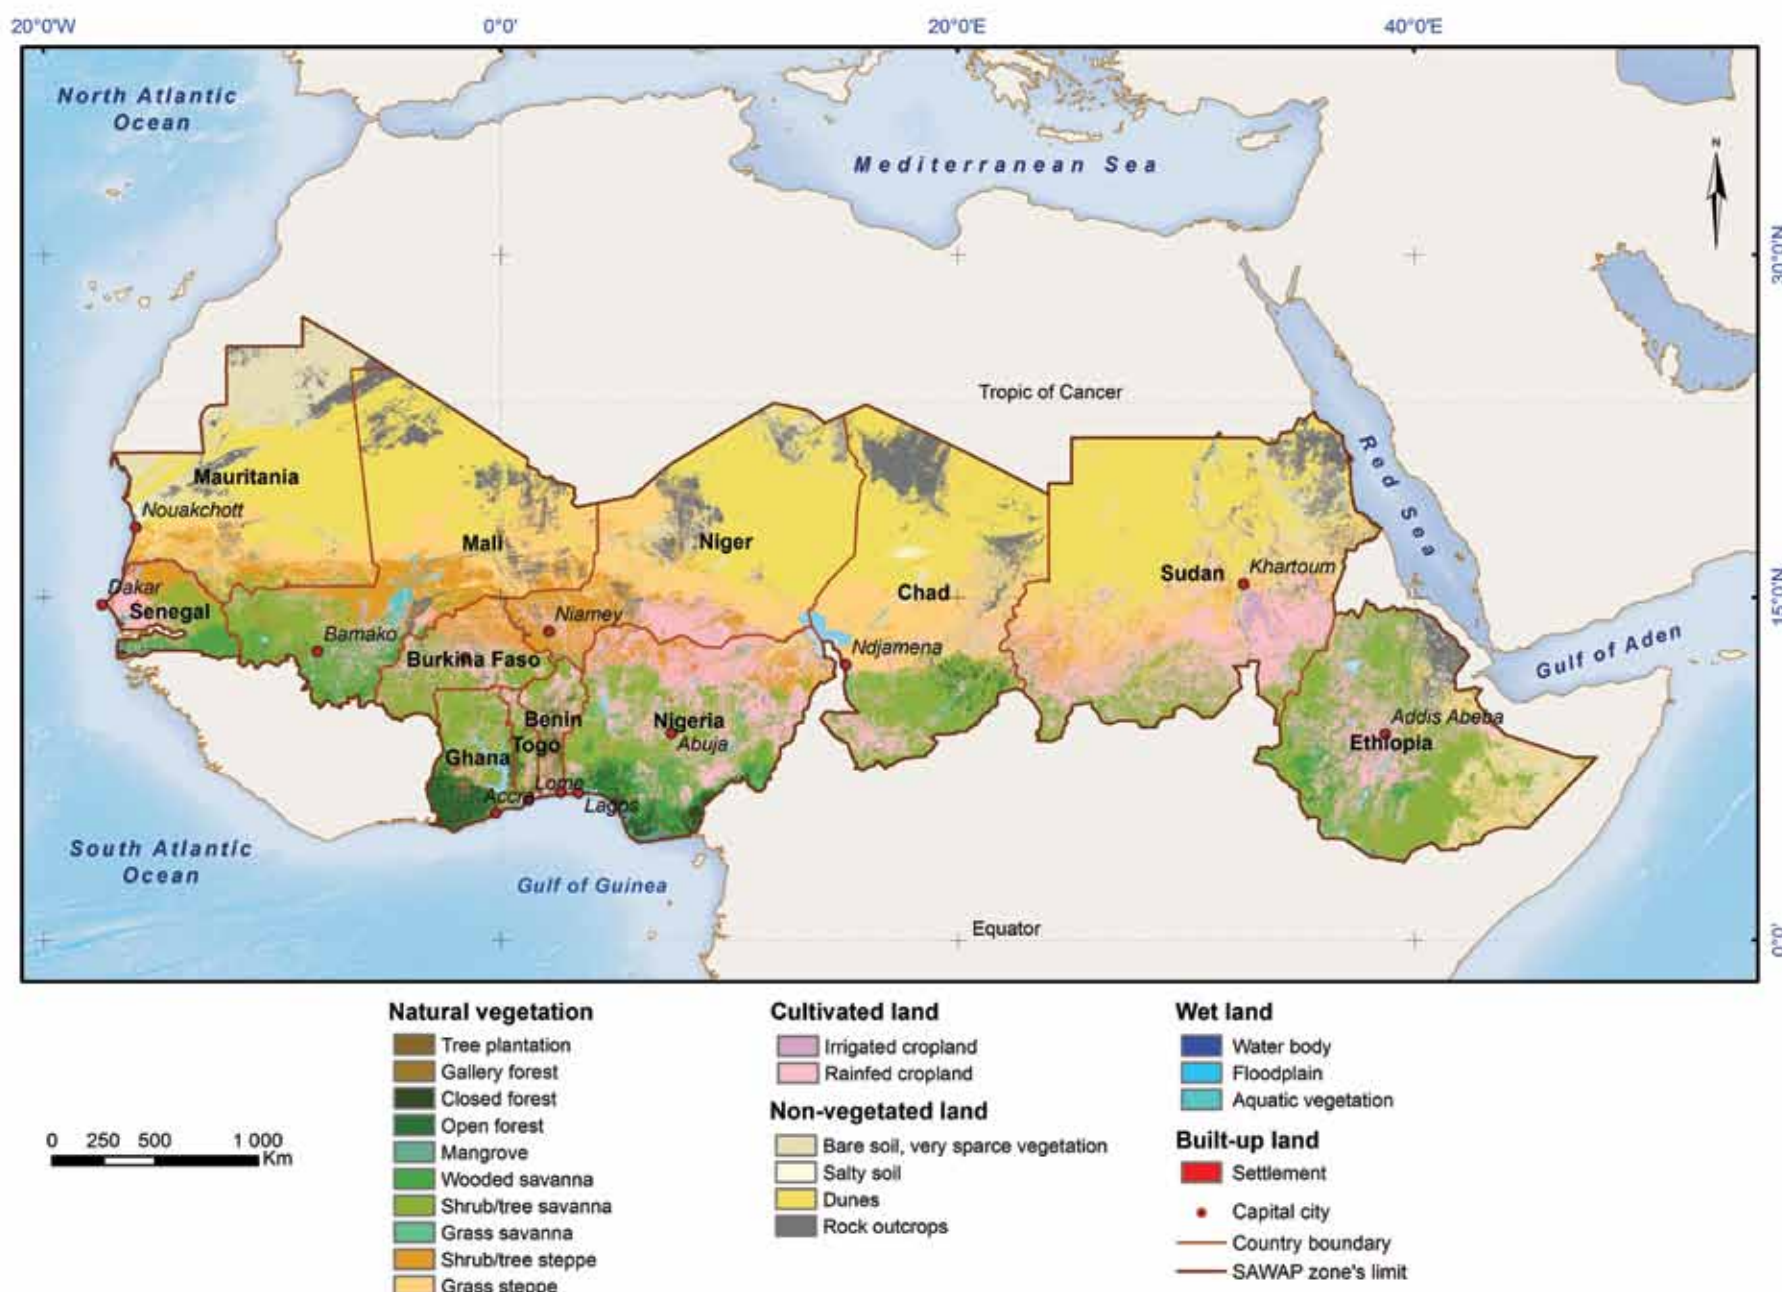 20°0'W
0°0'
20°0'E
40°0'E
North Atlantic
Ocean
Mediterranean Sea
N
30°0'N
Tropic of Cancer
Red Sea
Mauritania
Nouakchott
Mali
Niger
Chad
Sudan
Khartoum
15°0'N
Dakar
Senegal
Bamako
Niamey
Burkina Faso
Ndjamena
Gulf of Aden
Benin
Nigeria
Abuja
Togo
Ghana
Addis Abeba
Ethiopia
Lome
Accra
Lagos
South Atlantic
Ocean
Gulf of Guinea
Equator
0°0'
0 250 500 1 000
Km
Natural vegetation
Tree plantation
Gallery forest
Closed forest
Open forest
Mangrove
Wooded savanna
Shrub/tree savanna
Grass savanna
Shrub/tree steppe
Grass steppe
Cultivated land
Irrigated cropland
Rainfed cropland
Non-vegetated land
Bare soil, very sparce vegetation
Salty soil
Dunes
Rock outcrops
Wet land
Water body
Floodplain
Aquatic vegetation
Built-up land
Settlement
Capital city
Country boundary
SAWAP zone's limit